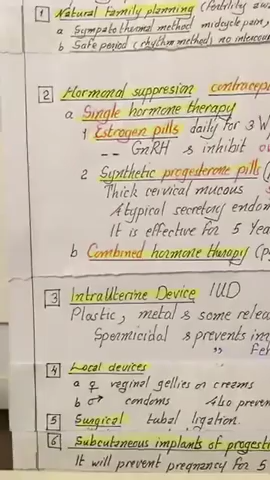 1 Natural Family planning (Fertility awa
a Sympatothermal method midcycle pain,
b Safe period (rhythm method) no intercou
2 Hormonal suppresion contracep
a Single hormone therapy
1 Estrogen pills daily for 3 W
-- GnRH & inhibit ov
2 Synthetic progesterone pills (
Thick cervical mucous
Atypical secretory endom
It is effective for 5 Yea
b Combined hormone therapy (p
3 IntraUterine Device IUD
Plastic, metal & some relea
Spermicidal & prevents im
" fer
4 Local devices
a ♀ vaginal gellies or creams
b ♂ condoms Also preven
5 Surgical tubal ligation.
6 Subcutaneous implants of progest
It will prevent pregnancy for 5